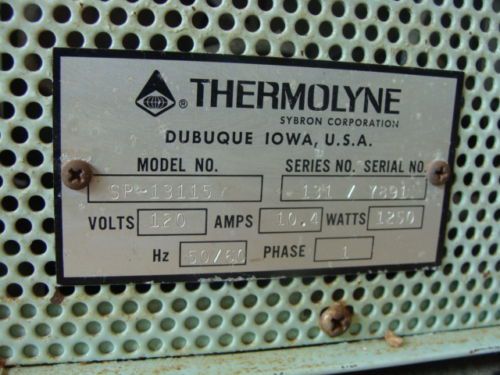 ® THERMOLYNE
SYBRON CORPORATION
DUBUQUE IOWA, U.S.A.
MODEL NO. SERIES NO. SERIAL NO.
SP-13115 131 /
VOLTS 120 AMPS 10.4 WATTS 1250
Hz 50/60 PHASE 1